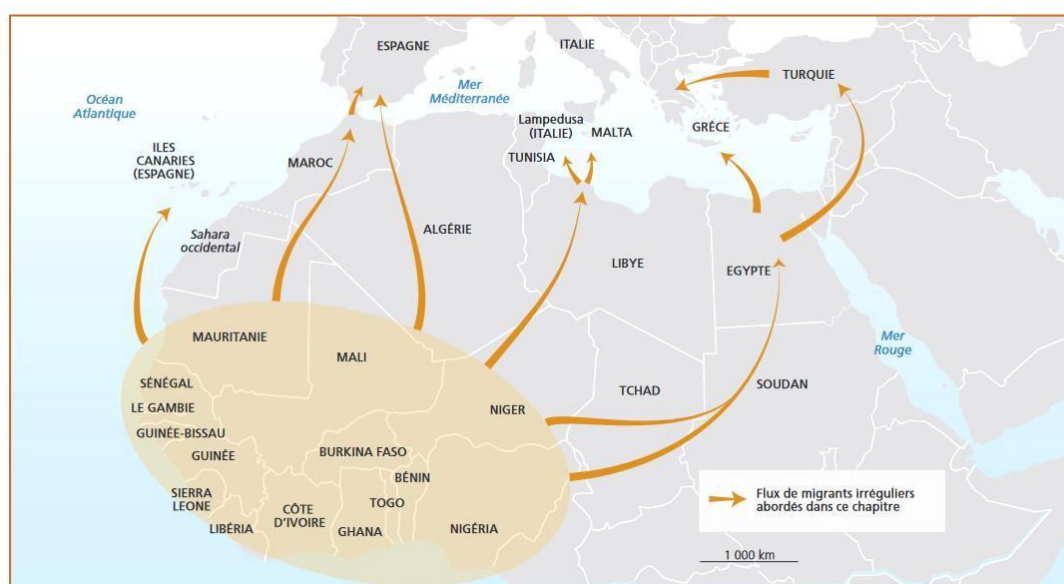 ESPAGNE
ITALIE
TURQUIE
Océan
Atlantique
Mer
Méditerranée
Lampedusa
(ITALIE)
MALTA
GRÉCE
TUNISIA
ILES
CANARIES
(ESPAGNE)
MAROC
Sahara
occidental
ALGÉRIE
LIBYE
EGYPTE
Mer
Rouge
MAURITANIE
MALI
NIGER
TCHAD
SOUDAN
SÉNÉGAL
LE GAMBIE
GUINÉE-BISSAU
GUINÉE
BURKINA FASO
BÉNIN
SIERRA
LEONE
CÔTE
D'IVOIRE
TOGO
LIBÉRIA
GHANA
NIGÉRIA
Flux de migrants irréguliers
abordés dans ce chapitre
1 000 km